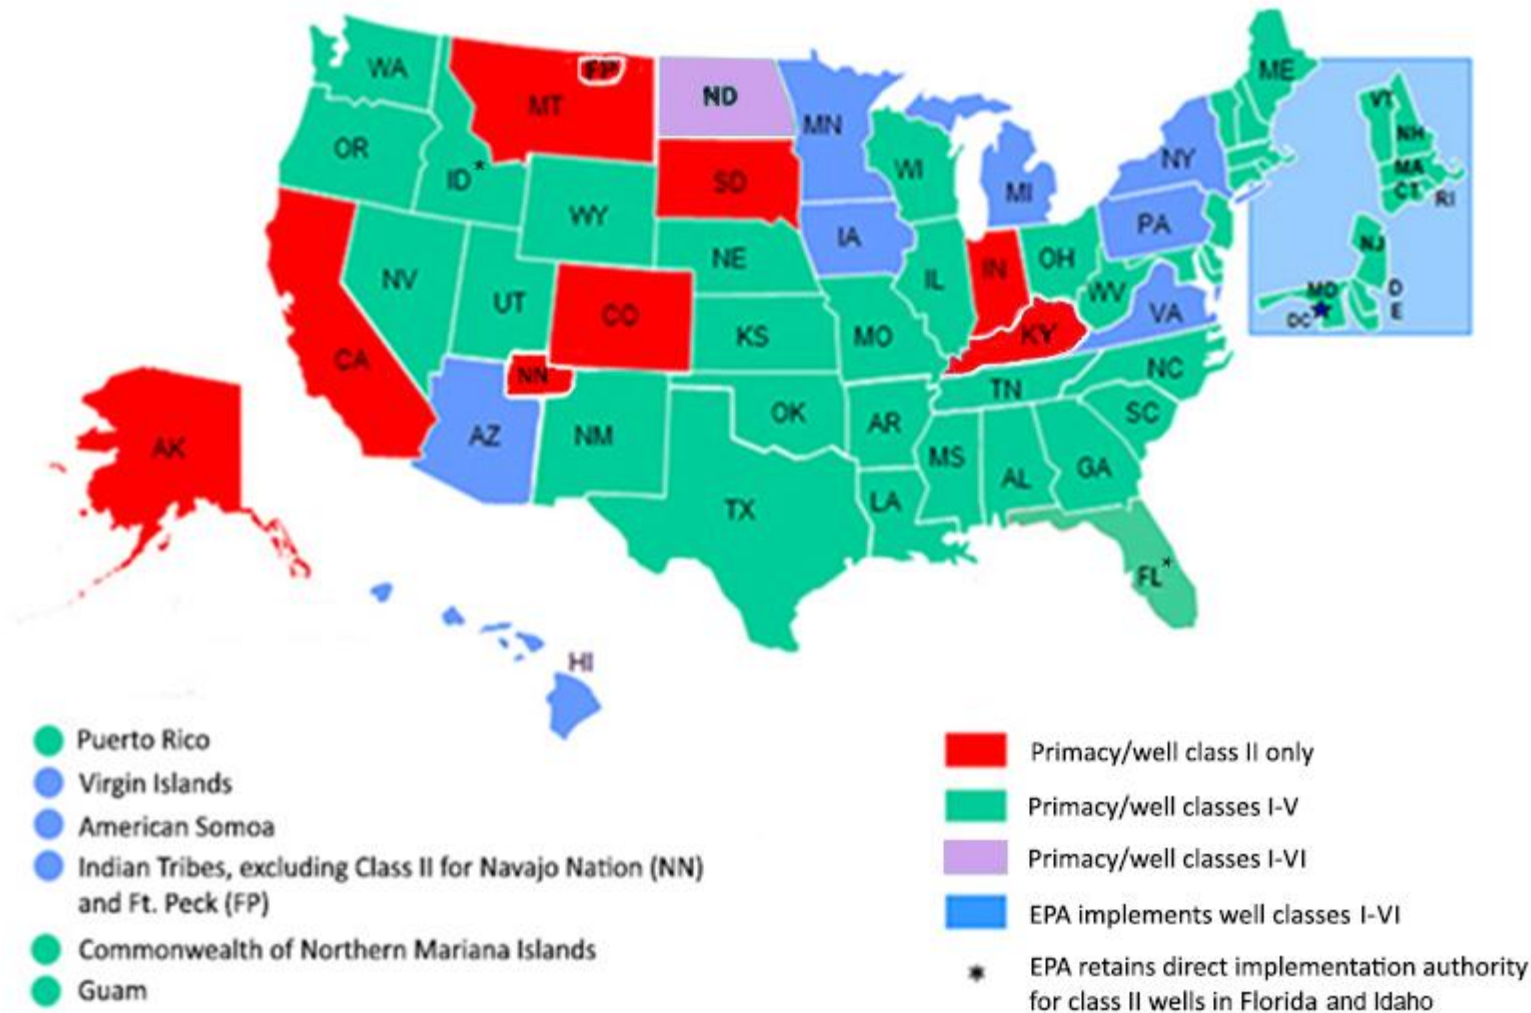 WA
MT
FP
ND
MN
ME
VT
NH
MA
CT
RI
OR
ID*
SD
WI
MI
NY
WY
IA
PA
NJ
NE
IL
IN
OH
NV
UT
WV
MD
D
E
DC
VA
CO
KS
MO
KY
CA
NN
TN
NC
AK
AZ
NM
OK
AR
SC
MS
AL
GA
TX
LA
FL*
HI
Puerto Rico
Virgin Islands
American Somoa
Indian Tribes, excluding Class II for Navajo Nation (NN)
and Ft. Peck (FP)
Commonwealth of Northern Mariana Islands
Guam
Primacy/well class II only
Primacy/well classes I-V
Primacy/well classes I-VI
EPA implements well classes I-VI
* EPA retains direct implementation authority
for class II wells in Florida and Idaho